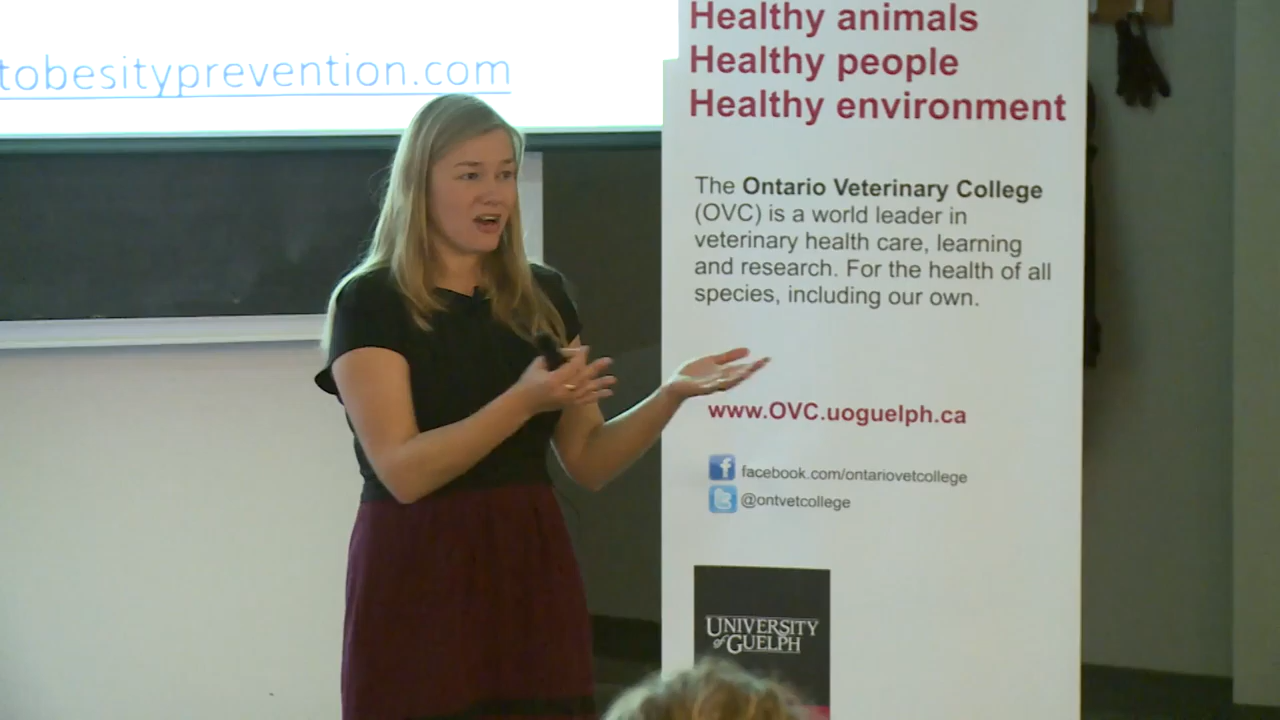 tobesityprevention.com
Healthy animals
Healthy people
Healthy environment
The Ontario Veterinary College
(OVC) is a world leader in
veterinary health care, learning
and research. For the health of all
species, including our own.
www.OVC.uoguelph.ca
facebook.com/ontariovetcollege
@ontvetcollege
UNIVERSITY
of GUELPH